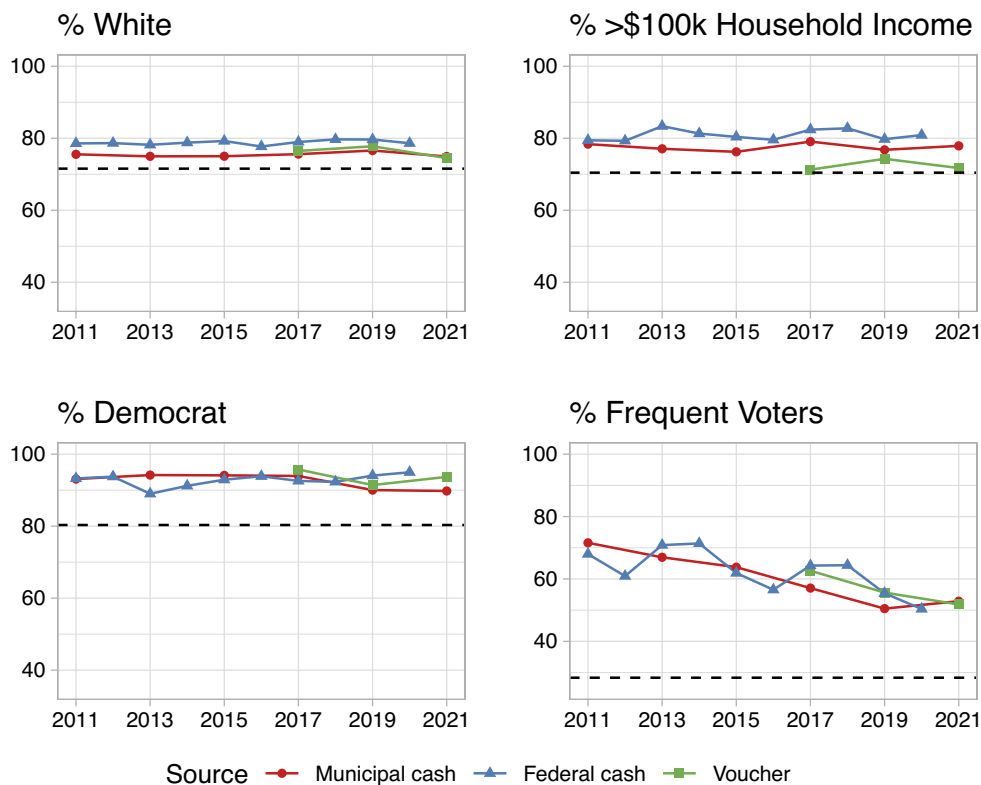 % White
100
80
60
40
2011 2013 2015 2017 2019 2021
% >$100k Household Income
100
80
60
40
2011 2013 2015 2017 2019 2021
% Democrat
100
80
60
40
2011 2013 2015 2017 2019 2021
% Frequent Voters
100
80
60
40
2011 2013 2015 2017 2019 2021
Source Municipal cash Federal cash Voucher